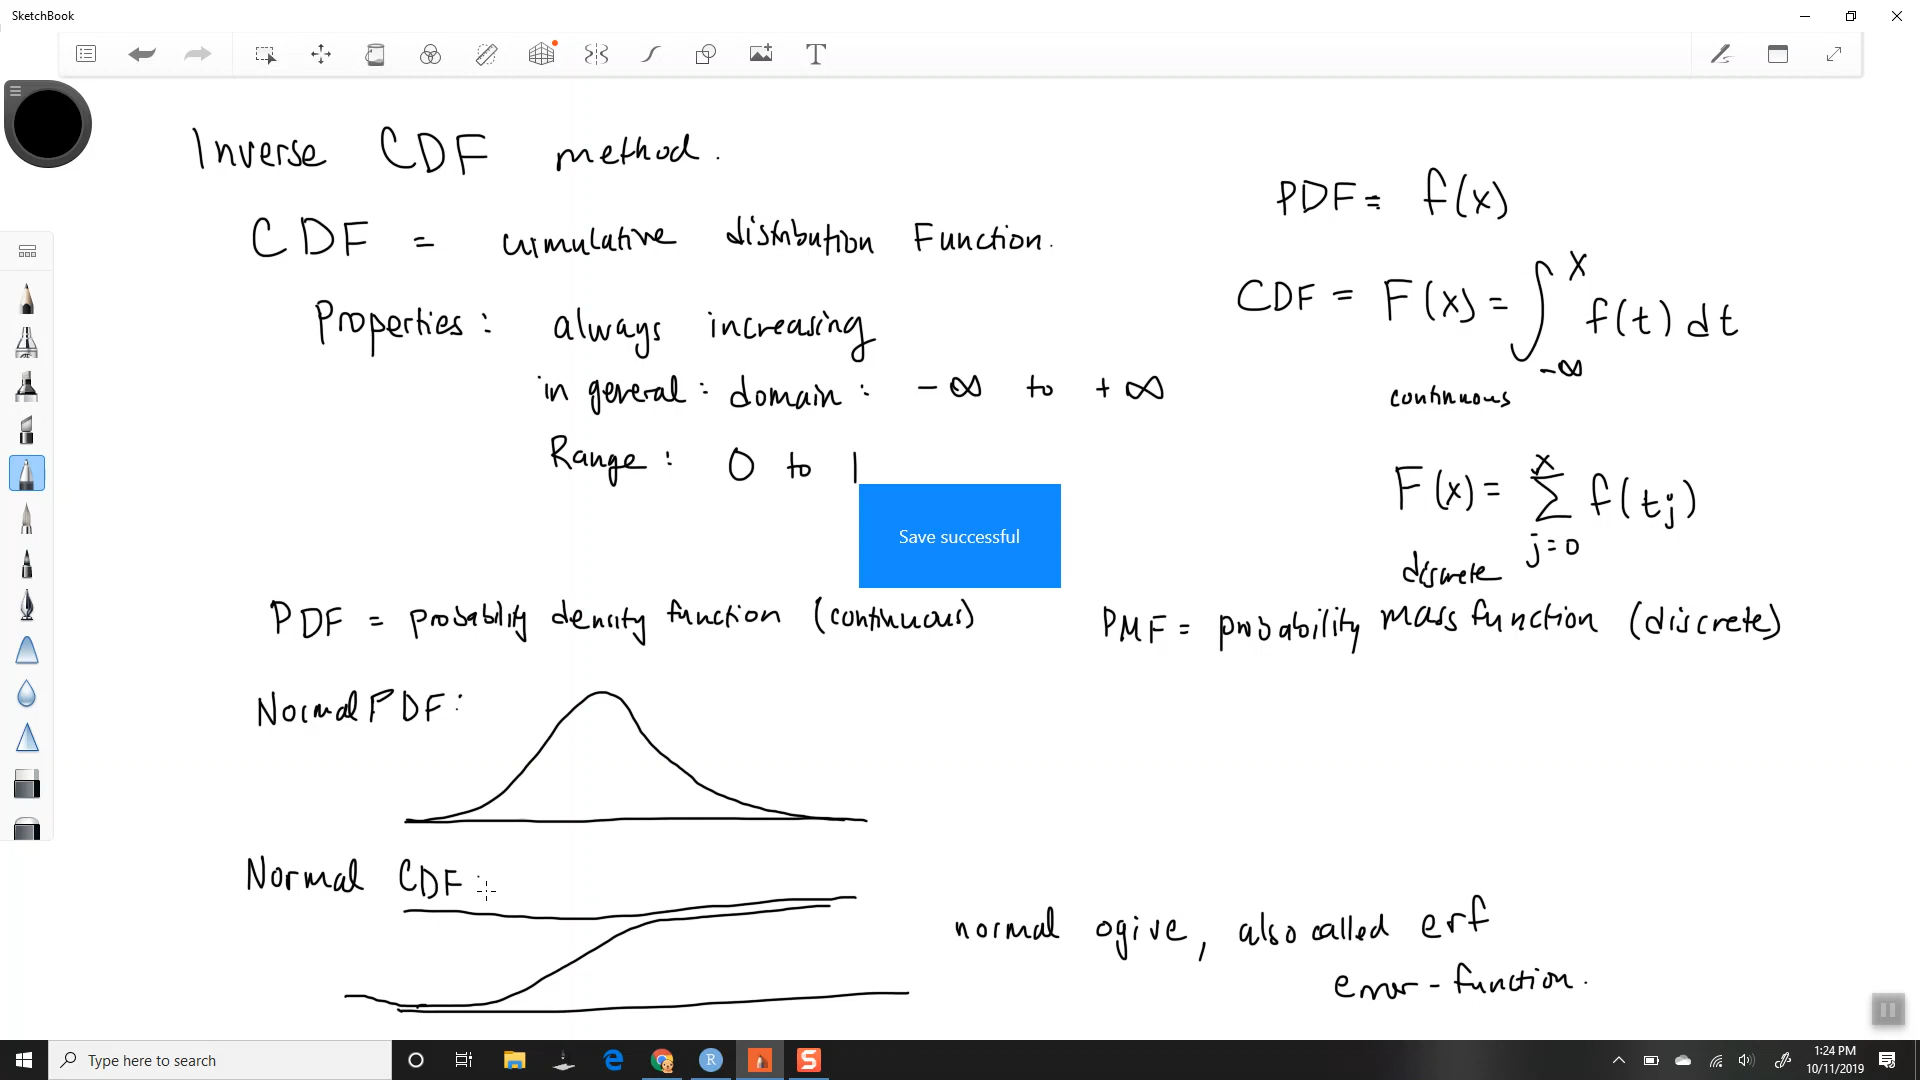 SketchBook
Inverse CDF method.
CDF = cumulative distribution Function.
Properties: always increasing
in general: domain: -∞ to +∞
Range: 0 to 1
PDF = f(x)
CDF = F(x) = ∫_{-∞}^{x} f(t) dt
continuous
F(x) = ∑_{j=0}^{x} f(t_j)
discrete
Save successful
PDF = probability density function (continuous)
PMF = probability mass function (discrete)
Normal PDF:
Normal CDF:
normal ogive, also called erf
error-function.
Type here to search
1:24 PM
10/11/2019